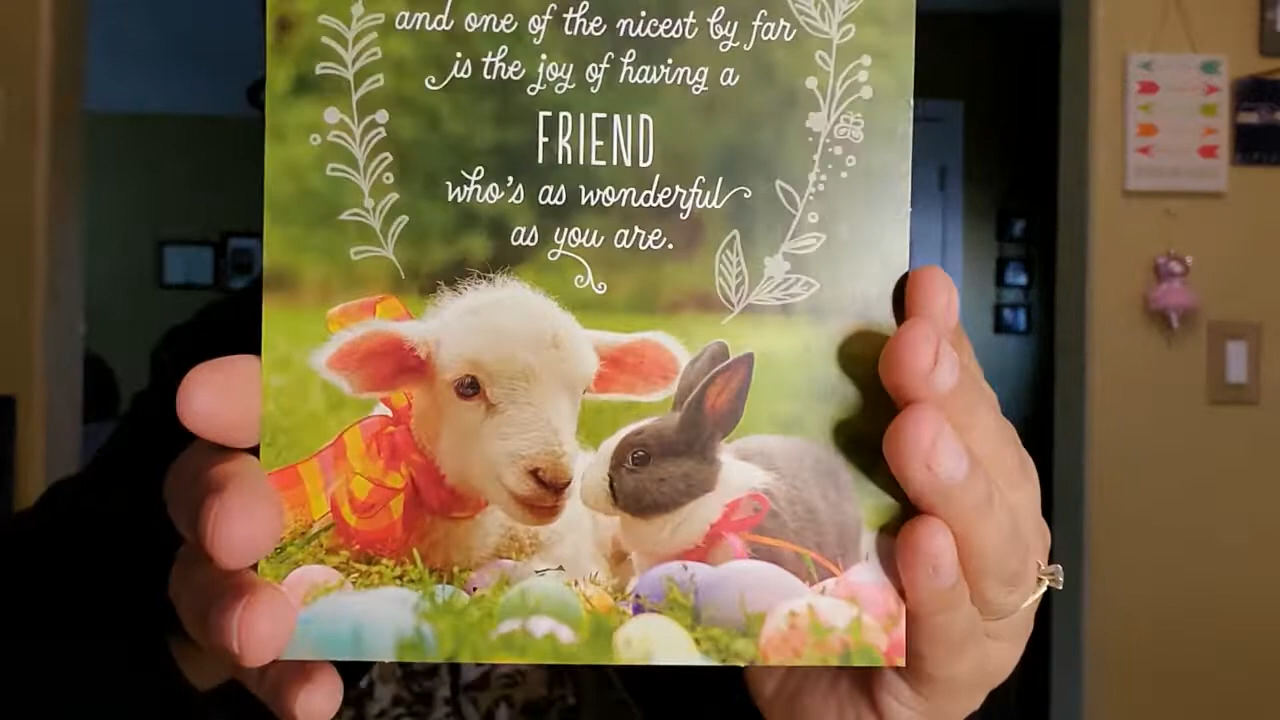 and one of the nicest by far
is the joy of having a
FRIEND
who's as wonderful
as you are.